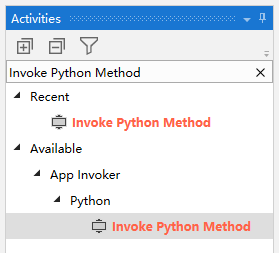 Activities
Invoke Python Method
Recent
Invoke Python Method
Available
App Invoker
Python
Invoke Python Method